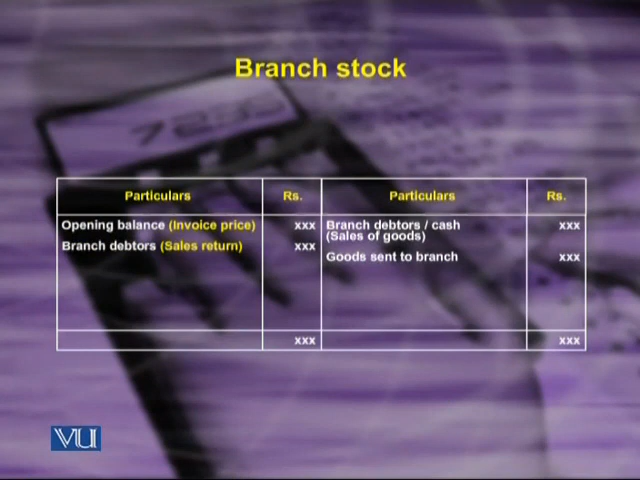 Branch stock
Particulars Rs. Particulars Rs.
Opening balance (Invoice price) xxx Branch debtors / cash xxx
(Sales of goods)
Branch debtors (Sales return) xxx
Goods sent to branch xxx
xxx xxx
VU